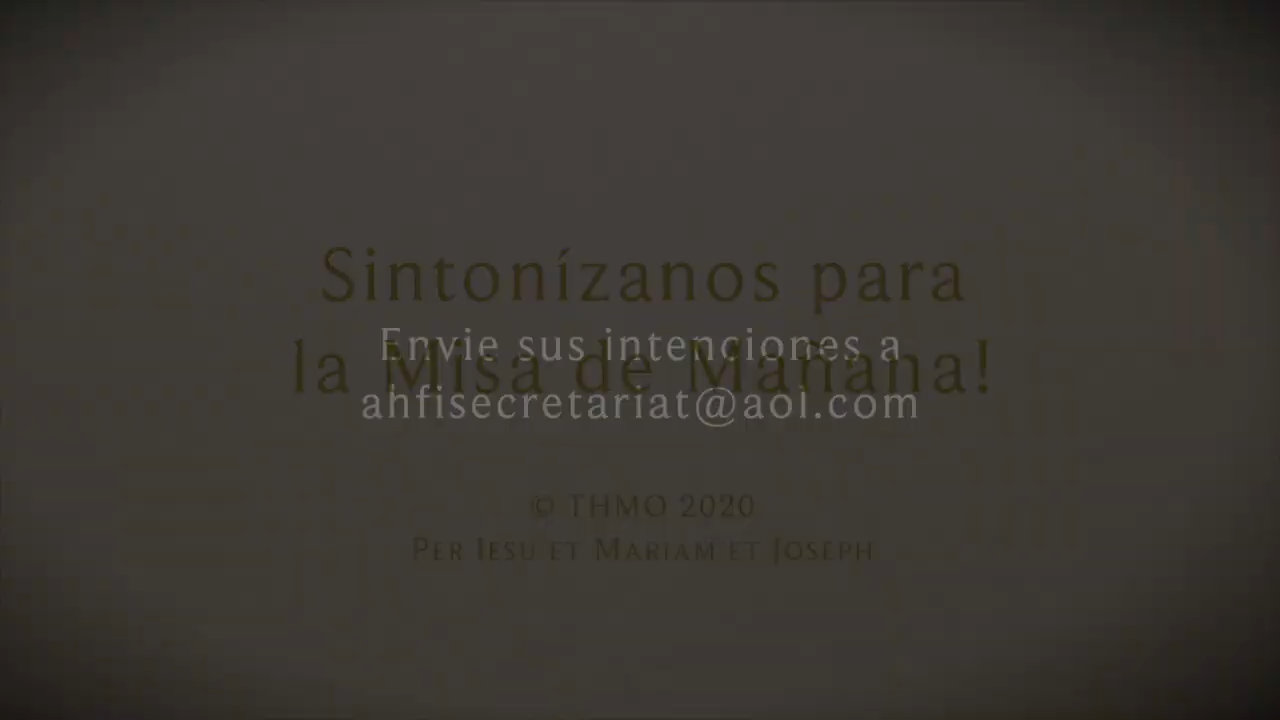 Sintonízanos para
la Misa de Mañana!
Envie sus intenciones a
ahfisecretariat@aol.com
© THMO 2020
Per Iesu et Mariam et Joseph